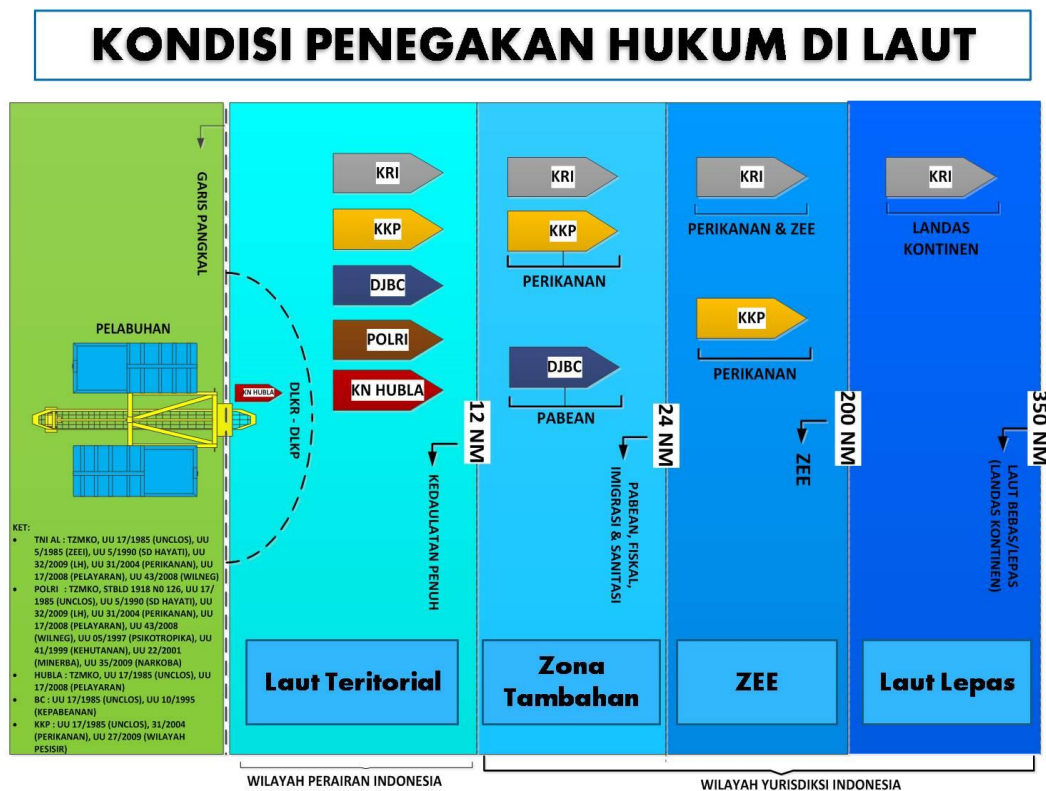 KONDISI PENEGAKAN HUKUM DI LAUT
GARIS PANGKAL
PELABUHAN
KN HUBLA
DLKR - DLKP
KET:
• TNI AL : TZMKO, UU 17/1985 (UNCLOS), UU
5/1985 (ZEEI), UU 5/1990 (SD HAYATI), UU
32/2009 (LH), UU 31/2004 (PERIKANAN), UU
17/2008 (PELAYARAN), UU 43/2008 (WILNEG)
• POLRI : TZMKO, STBLD 1918 N0 126, UU 17/
1985 (UNCLOS), UU 5/1990 (SD HAYATI), UU
32/2009 (LH), UU 31/2004 (PERIKANAN), UU
17/2008 (PELAYARAN), UU 43/2008
(WILNEG), UU 05/1997 (PSIKOTROPIKA), UU
41/1999 (KEHUTANAN), UU 22/2001
(MINERBA), UU 35/2009 (NARKOBA)
• HUBLA : TZMKO, UU 17/1985 (UNCLOS), UU
17/2008 (PELAYARAN)
• BC : UU 17/1985 (UNCLOS), UU 10/1995
(KEPABEANAN)
• KKP : UU 17/1985 (UNCLOS), 31/2004
(PERIKANAN), UU 27/2009 (WILAYAH
PESISIR)
KRI
KKP
DJBC
POLRI
KN HUBLA
12 NM
KEDAULATAN PENUH
Laut Teritorial
KRI
KKP
PERIKANAN
DJBC
PABEAN
24 NM
PABEAN, FISKAL,
IMIGRASI & SANITASI
Zona
Tambahan
KRI
PERIKANAN & ZEE
KKP
PERIKANAN
200 NM
ZEE
ZEE
KRI
LANDAS
KONTINEN
350 NM
LAUT BEBAS/LEPAS
(LANDAS KONTINEN)
Laut Lepas
WILAYAH PERAIRAN INDONESIA
WILAYAH YURISDIKSI INDONESIA